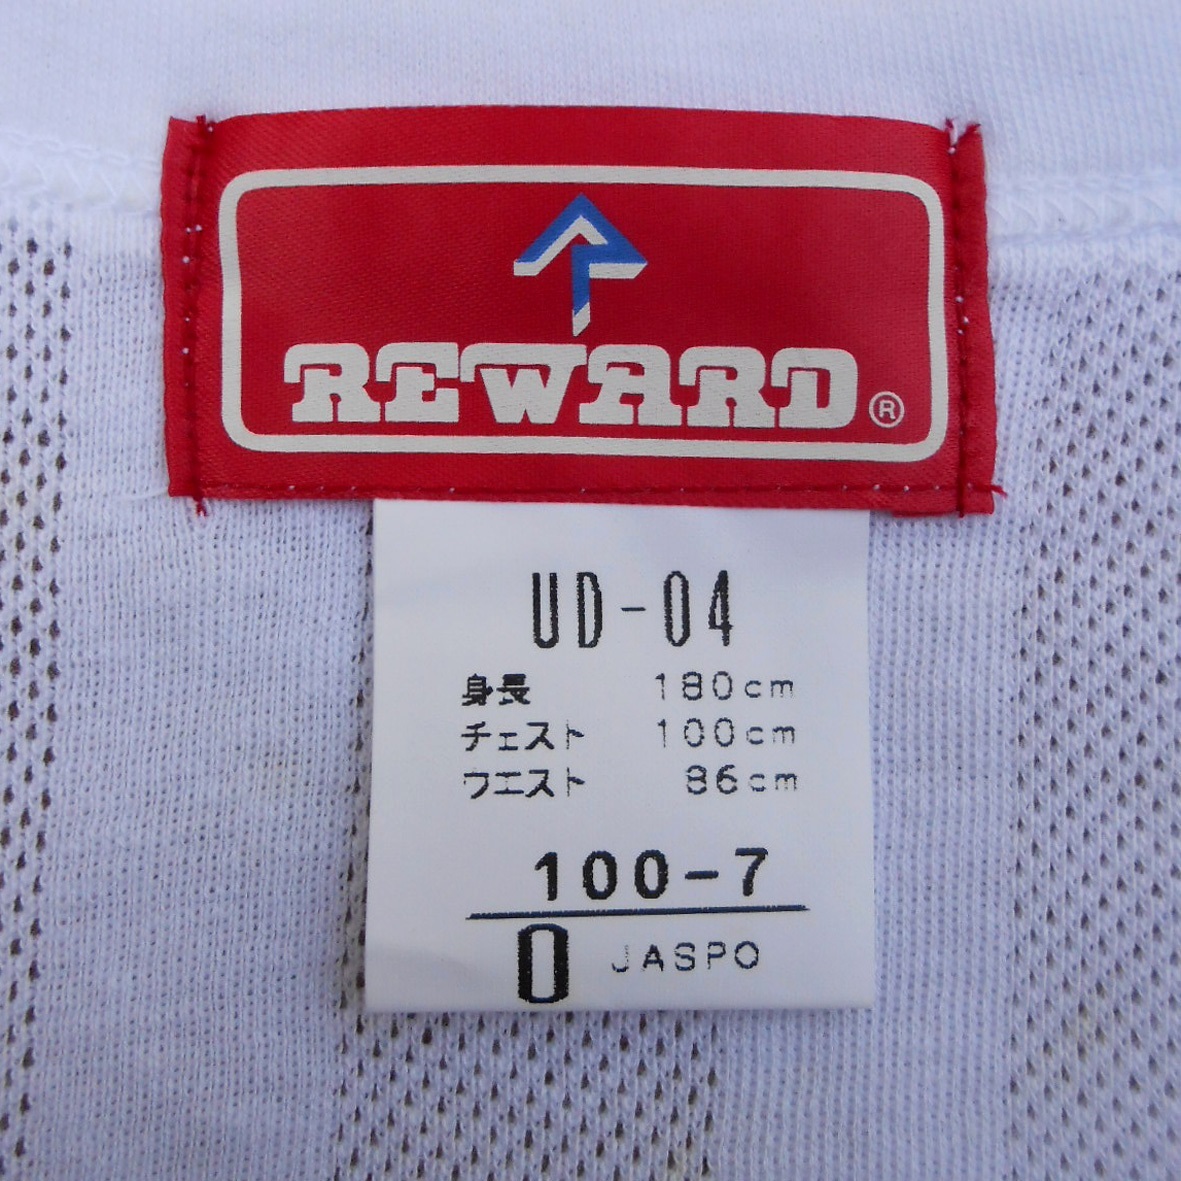 REWARD ®
UD-04
身長 180cm
チェスト 100cm
ウエスト 86cm
100-7
O JASPO